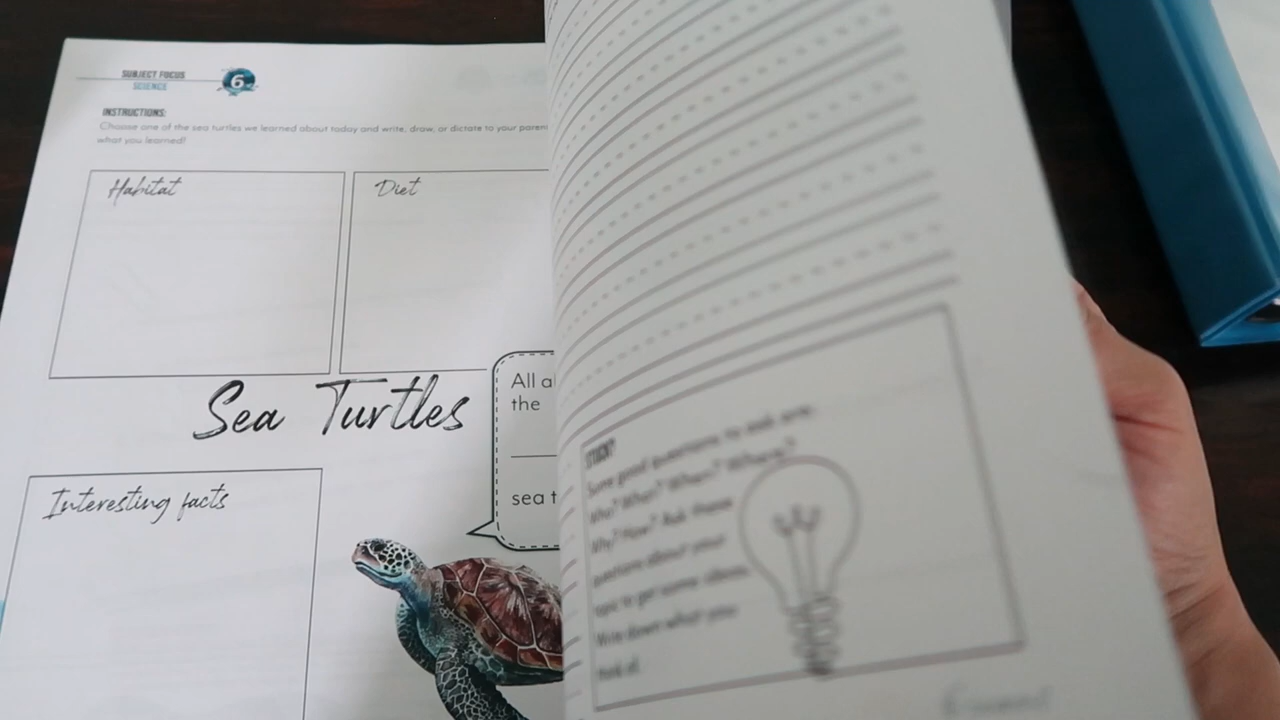 SUBJECT FOCUS
SCIENCE
6
INSTRUCTIONS:
Choose one of the sea turtles we learned about today and write, draw, or dictate to your parent
what you learned!
Habitat
Diet
Sea Turtles
All a
the
sea t
Interesting facts
STUCK?
Some good questions to ask are:
Who? What? When? Where?
Why? How? Ask these
questions about your
topic to get some ideas.
Write down what you
think of.